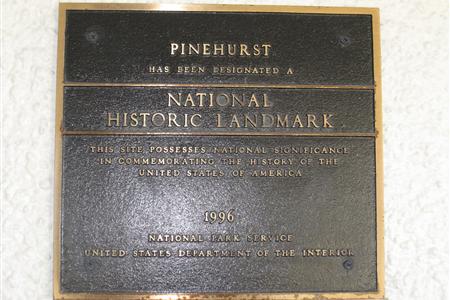 PINEHURST
HAS BEEN DESIGNATED A
NATIONAL
HISTORIC LANDMARK
THIS SITE POSSESSES NATIONAL SIGNIFICANCE
IN COMMEMORATING THE HISTORY OF THE
UNITED STATES OF AMERICA
1996
NATIONAL PARK SERVICE
UNITED STATES DEPARTMENT OF THE INTERIOR